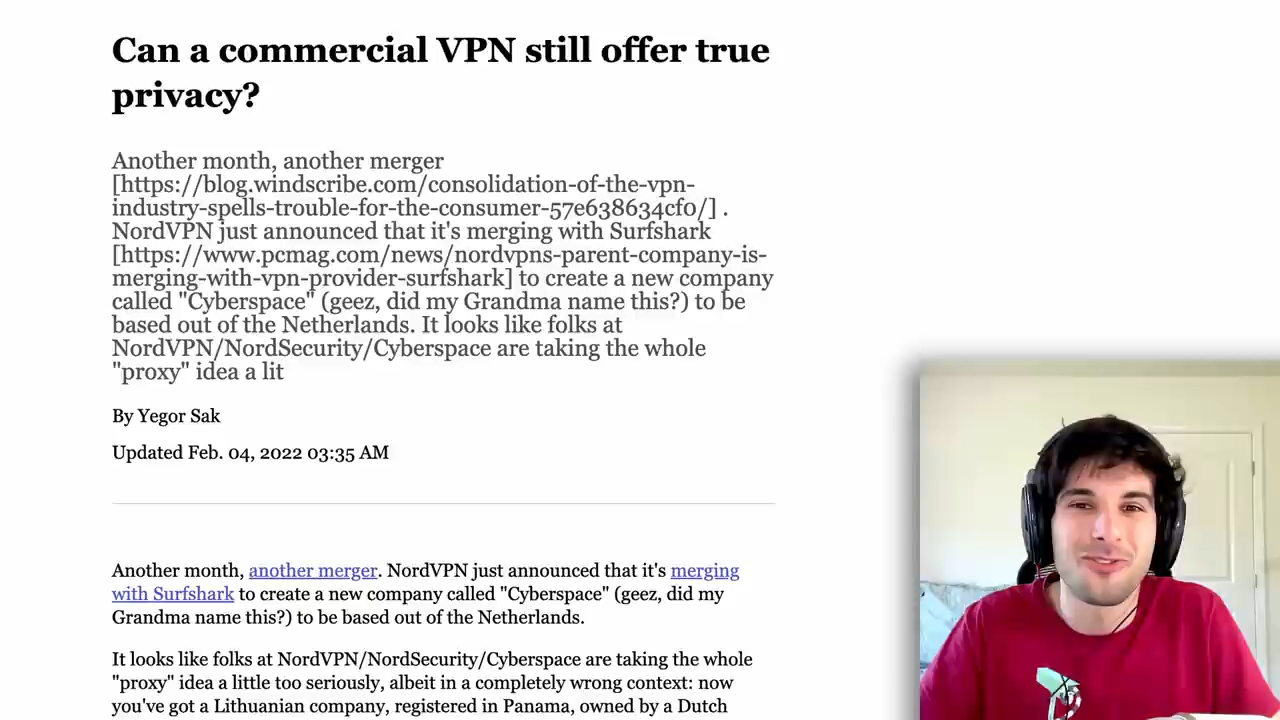 Can a commercial VPN still offer true
privacy?
Another month, another merger
[https://blog.windscribe.com/consolidation-of-the-vpn-
industry-spells-trouble-for-the-consumer-57e638634cf0/] .
NordVPN just announced that it's merging with Surfshark
[https://www.pcmag.com/news/nordvpns-parent-company-is-
merging-with-vpn-provider-surfshark] to create a new company
called "Cyberspace" (geez, did my Grandma name this?) to be
based out of the Netherlands. It looks like folks at
NordVPN/NordSecurity/Cyberspace are taking the whole
"proxy" idea a lit
By Yegor Sak
Updated Feb. 04, 2022 03:35 AM
Another month, another merger. NordVPN just announced that it's merging
with Surfshark to create a new company called "Cyberspace" (geez, did my
Grandma name this?) to be based out of the Netherlands.
It looks like folks at NordVPN/NordSecurity/Cyberspace are taking the whole
"proxy" idea a little too seriously, albeit in a completely wrong context: now
you've got a Lithuanian company, registered in Panama, owned by a Dutch